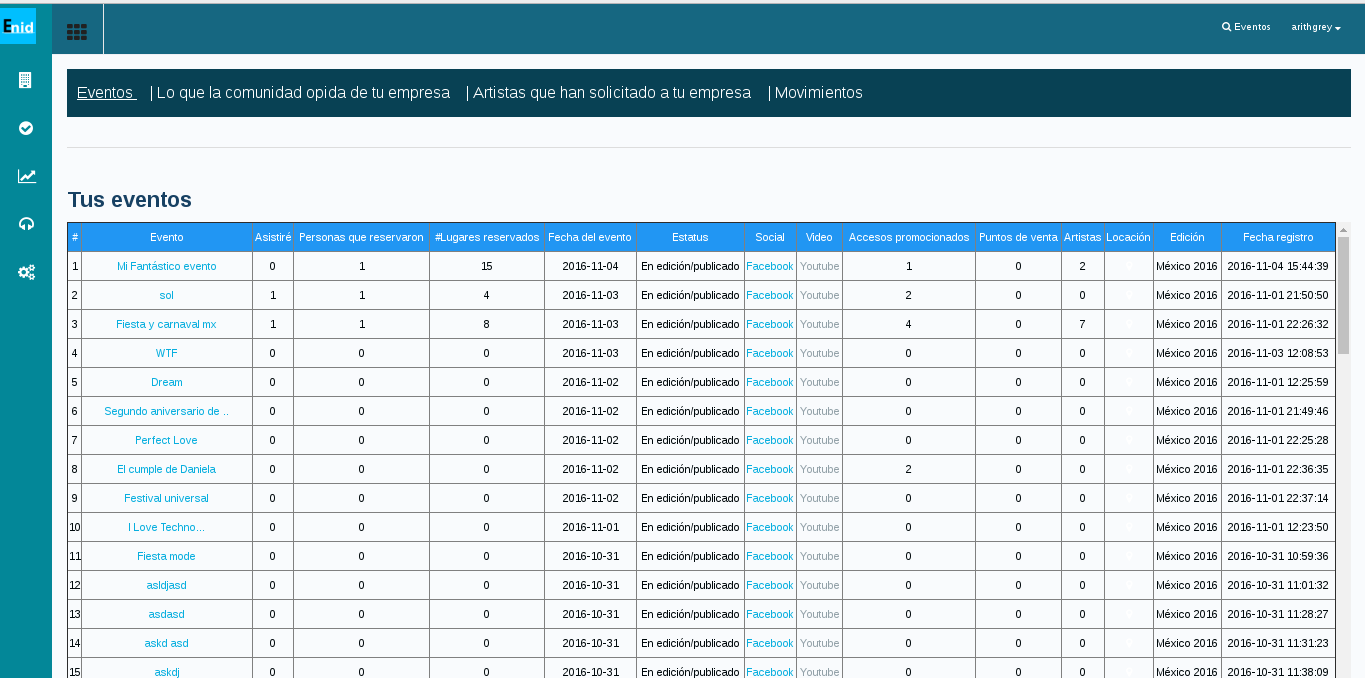 Enid
Eventos arithgrey
Eventos | Lo que la comunidad opida de tu empresa | Artistas que han solicitado a tu empresa | Movimientos
Tus eventos
# Evento Asistiré Personas que reservaron #Lugares reservados Fecha del evento Estatus Social Video Accesos promocionados Puntos de venta Artistas Locación Edición Fecha registro
1 Mi Fantástico evento 0 1 15 2016-11-04 En edición/publicado Facebook Youtube 1 0 2 México 2016 2016-11-04 15:44:39
2 sol 1 1 4 2016-11-03 En edición/publicado Facebook Youtube 2 0 0 México 2016 2016-11-01 21:50:50
3 Fiesta y carnaval mx 1 1 8 2016-11-03 En edición/publicado Facebook Youtube 4 0 7 México 2016 2016-11-01 22:26:32
4 WTF 0 0 0 2016-11-03 En edición/publicado Facebook Youtube 0 0 0 México 2016 2016-11-03 12:08:53
5 Dream 0 0 0 2016-11-02 En edición/publicado Facebook Youtube 0 0 0 México 2016 2016-11-01 12:25:59
6 Segundo aniversario de .. 0 0 0 2016-11-02 En edición/publicado Facebook Youtube 0 0 0 México 2016 2016-11-01 21:49:46
7 Perfect Love 0 0 0 2016-11-02 En edición/publicado Facebook Youtube 0 0 0 México 2016 2016-11-01 22:25:28
8 El cumple de Daniela 0 0 0 2016-11-02 En edición/publicado Facebook Youtube 2 0 0 México 2016 2016-11-01 22:36:35
9 Festival universal 0 0 0 2016-11-02 En edición/publicado Facebook Youtube 0 0 0 México 2016 2016-11-01 22:37:14
10 I Love Techno... 0 0 0 2016-11-01 En edición/publicado Facebook Youtube 0 0 0 México 2016 2016-11-01 12:23:50
11 Fiesta mode 0 0 0 2016-10-31 En edición/publicado Facebook Youtube 0 0 0 México 2016 2016-10-31 10:59:36
12 asldjasd 0 0 0 2016-10-31 En edición/publicado Facebook Youtube 0 0 0 México 2016 2016-10-31 11:01:32
13 asdasd 0 0 0 2016-10-31 En edición/publicado Facebook Youtube 0 0 0 México 2016 2016-10-31 11:28:27
14 askd asd 0 0 0 2016-10-31 En edición/publicado Facebook Youtube 0 0 0 México 2016 2016-10-31 11:31:23
15 askdj 0 0 0 2016-10-31 En edición/publicado Facebook Youtube 0 0 0 México 2016 2016-10-31 11:38:09